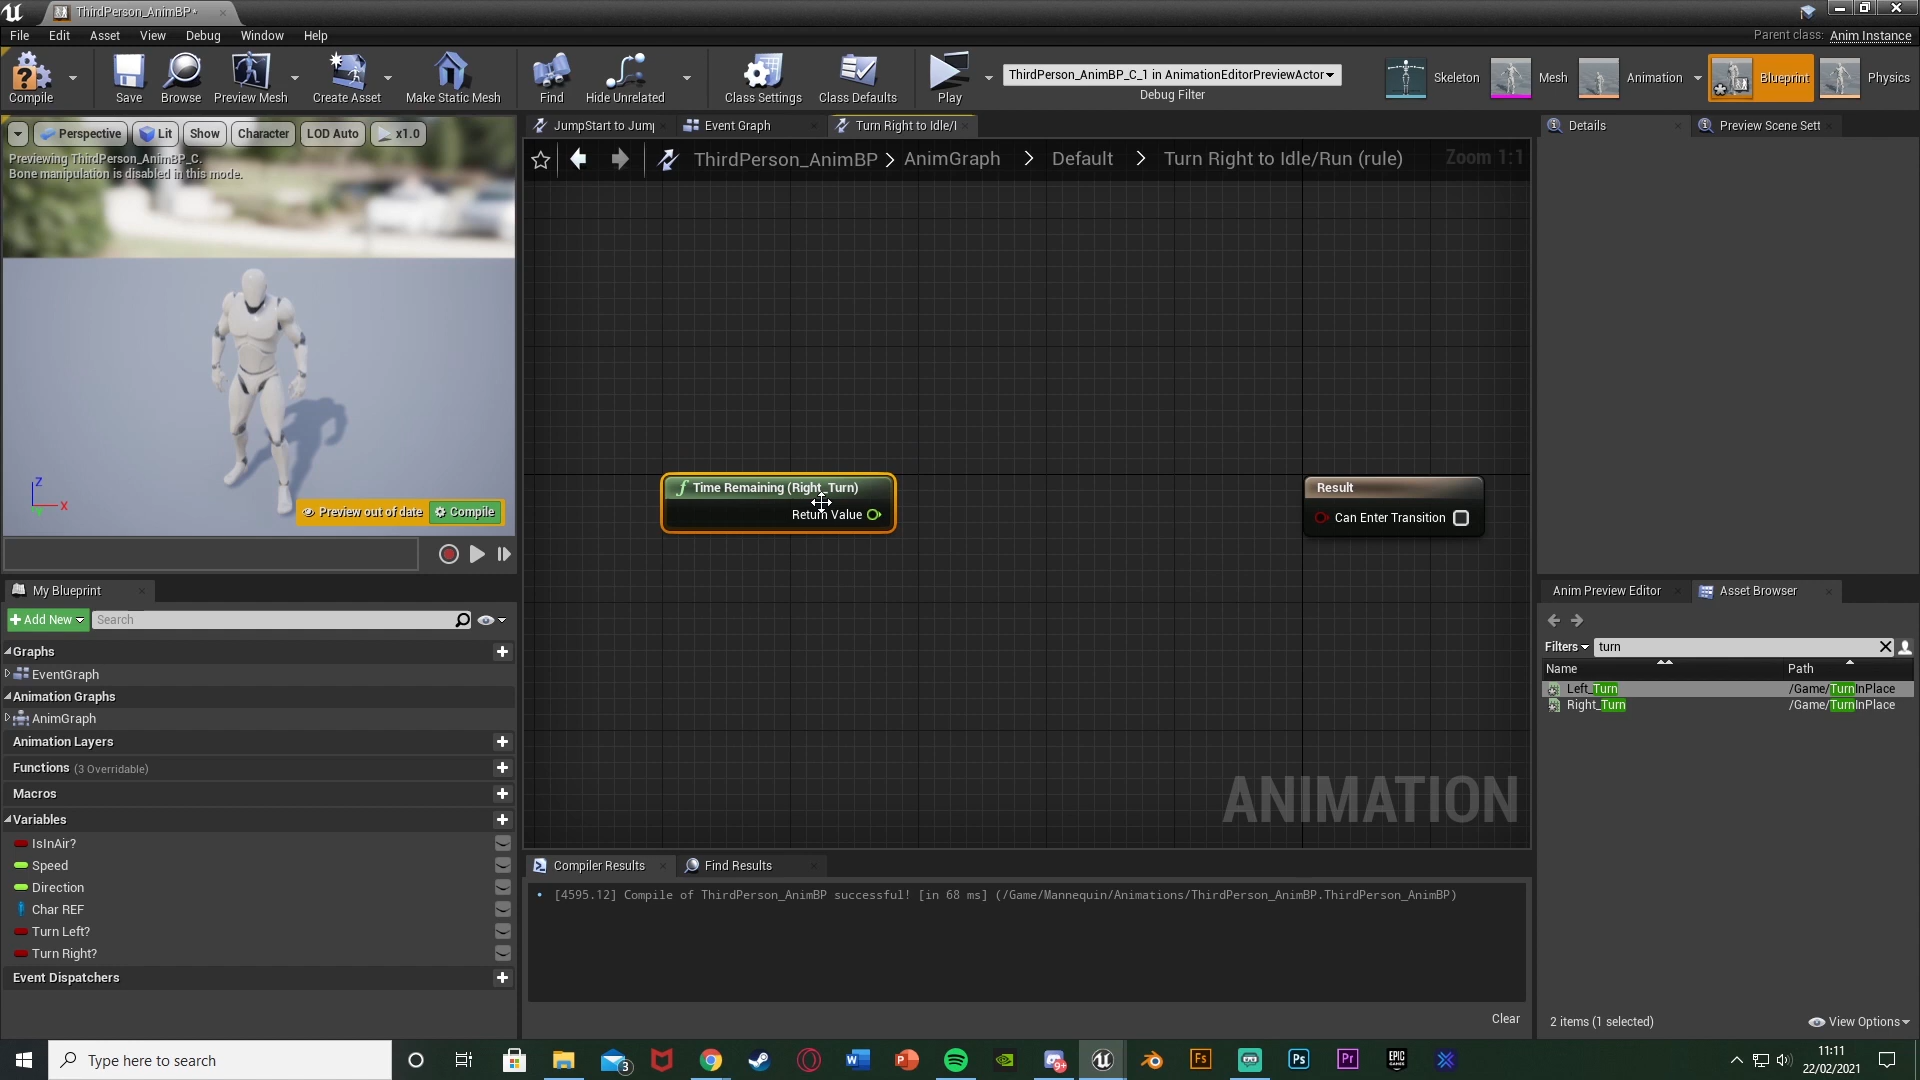 ThirdPerson_AnimBP*
File Edit Asset View Debug Window Help
Parent class: Anim Instance
Compile Save Browse Preview Mesh Create Asset Make Static Mesh Find Hide Unrelated Class Settings Class Defaults Play
ThirdPerson_AnimBP_C_1 in AnimationEditorPreviewActor
Debug Filter
Skeleton Mesh Animation Blueprint Physics
Perspective Lit Show Character LOD Auto x1.0
Previewing ThirdPerson_AnimBP_C.
Bone manipulation is disabled in this mode.
Z
X
Preview out of date Compile
JumpStart to Jum Event Graph Turn Right to Idle/
ThirdPerson_AnimBP > AnimGraph > Default > Turn Right to Idle/Run (rule) Zoom 1:1
f Time Remaining (Right_Turn)
Return Value
Result
Can Enter Transition
ANIMATION
My Blueprint
Add New Search
Graphs
EventGraph
Animation Graphs
AnimGraph
Animation Layers
Functions (3 Overridable)
Macros
Variables
IsInAir?
Speed
Direction
Char REF
Turn Left?
Turn Right?
Event Dispatchers
Compiler Results Find Results
[4595.12] Compile of ThirdPerson_AnimBP successful! [in 68 ms] (/Game/Mannequin/Animations/ThirdPerson_AnimBP.ThirdPerson_AnimBP)
Clear
Details Preview Scene Sett
Anim Preview Editor Asset Browser
Filters turn
Name Path
Left_Turn /Game/TurnInPlace
Right_Turn /Game/TurnInPlace
2 items (1 selected) View Options
Type here to search
3
W P 9+ Fs Ps Pr EPIC GAMES
11:11
22/02/2021